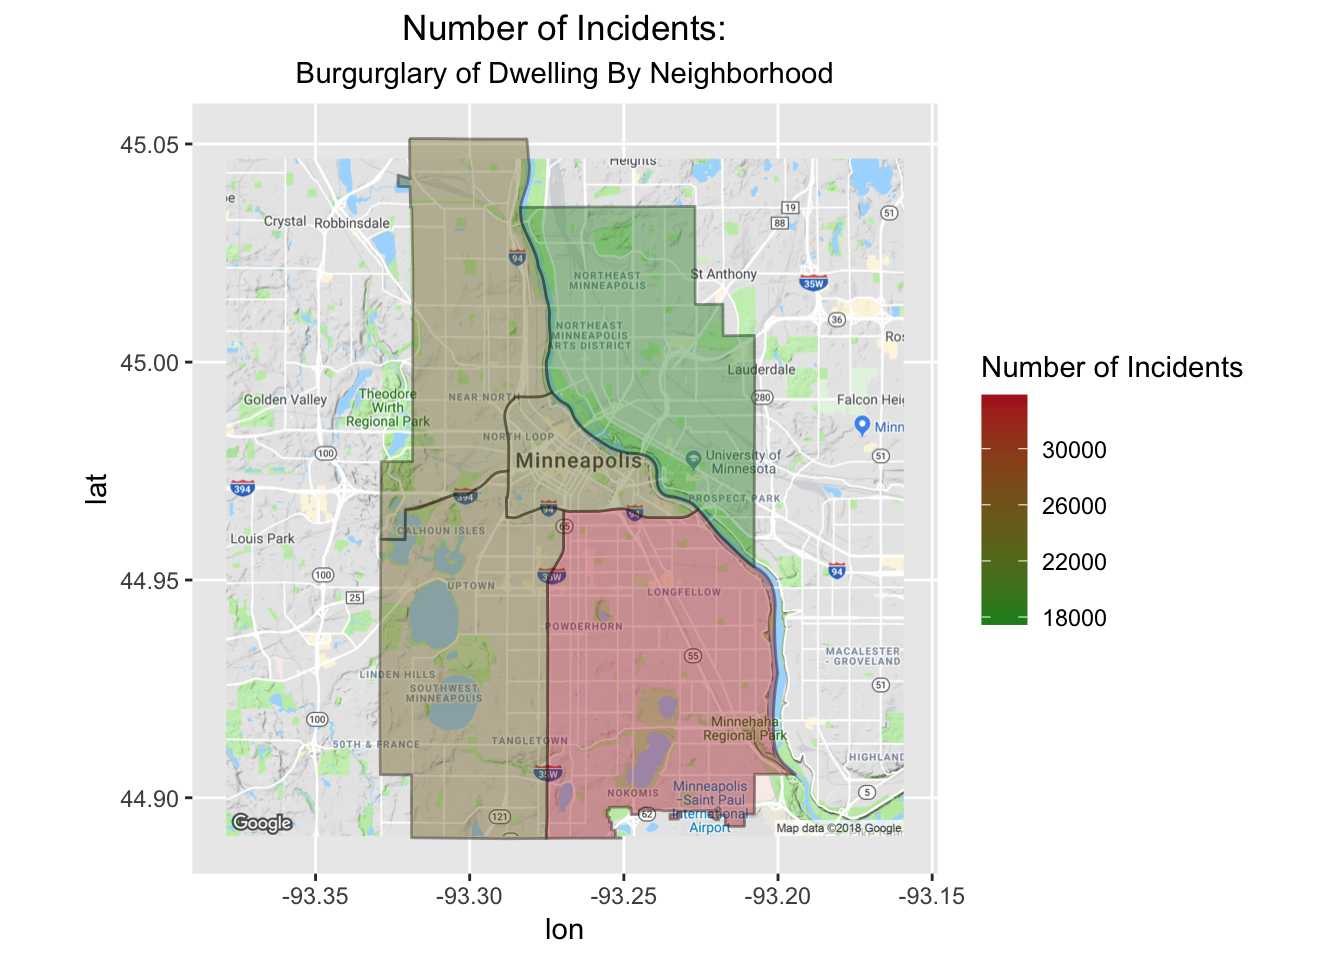 Number of Incidents:
Burgurglary of Dwelling By Neighborhood
lat
45.05
45.00
44.95
44.90
Heights
Crystal
Robbinsdale
19
88
51
94
NORTHEAST
MINNEAPOLIS
St Anthony
35W
36
NORTHEAST
MINNEAPOLIS
ARTS DISTRICT
Lauderdale
Golden Valley
Theodore
Wirth
Regional Park
NEAR NORTH
280
Falcon Hei
Minn
NORTH LOOP
100
Minneapolis
University of
Minnesota
51
394
394
PROSPECT PARK
94
94
65
CALHOUN ISLES
Louis Park
100
35W
94
UPTOWN
25
LONGFELLOW
POWDERHORN
55
MACALESTER
- GROVELAND
LINDEN HILLS
SOUTHWEST
MINNEAPOLIS
51
100
Minnehaha
Regional Park
50TH & FRANCE
TANGLETOWN
HIGHLAND
35W
NOKOMIS
Minneapolis
-Saint Paul
International
Airport
5
121
62
Google
Map data ©2018 Google
-93.35
-93.30
-93.25
-93.20
-93.15
lon
Number of Incidents
30000
26000
22000
18000